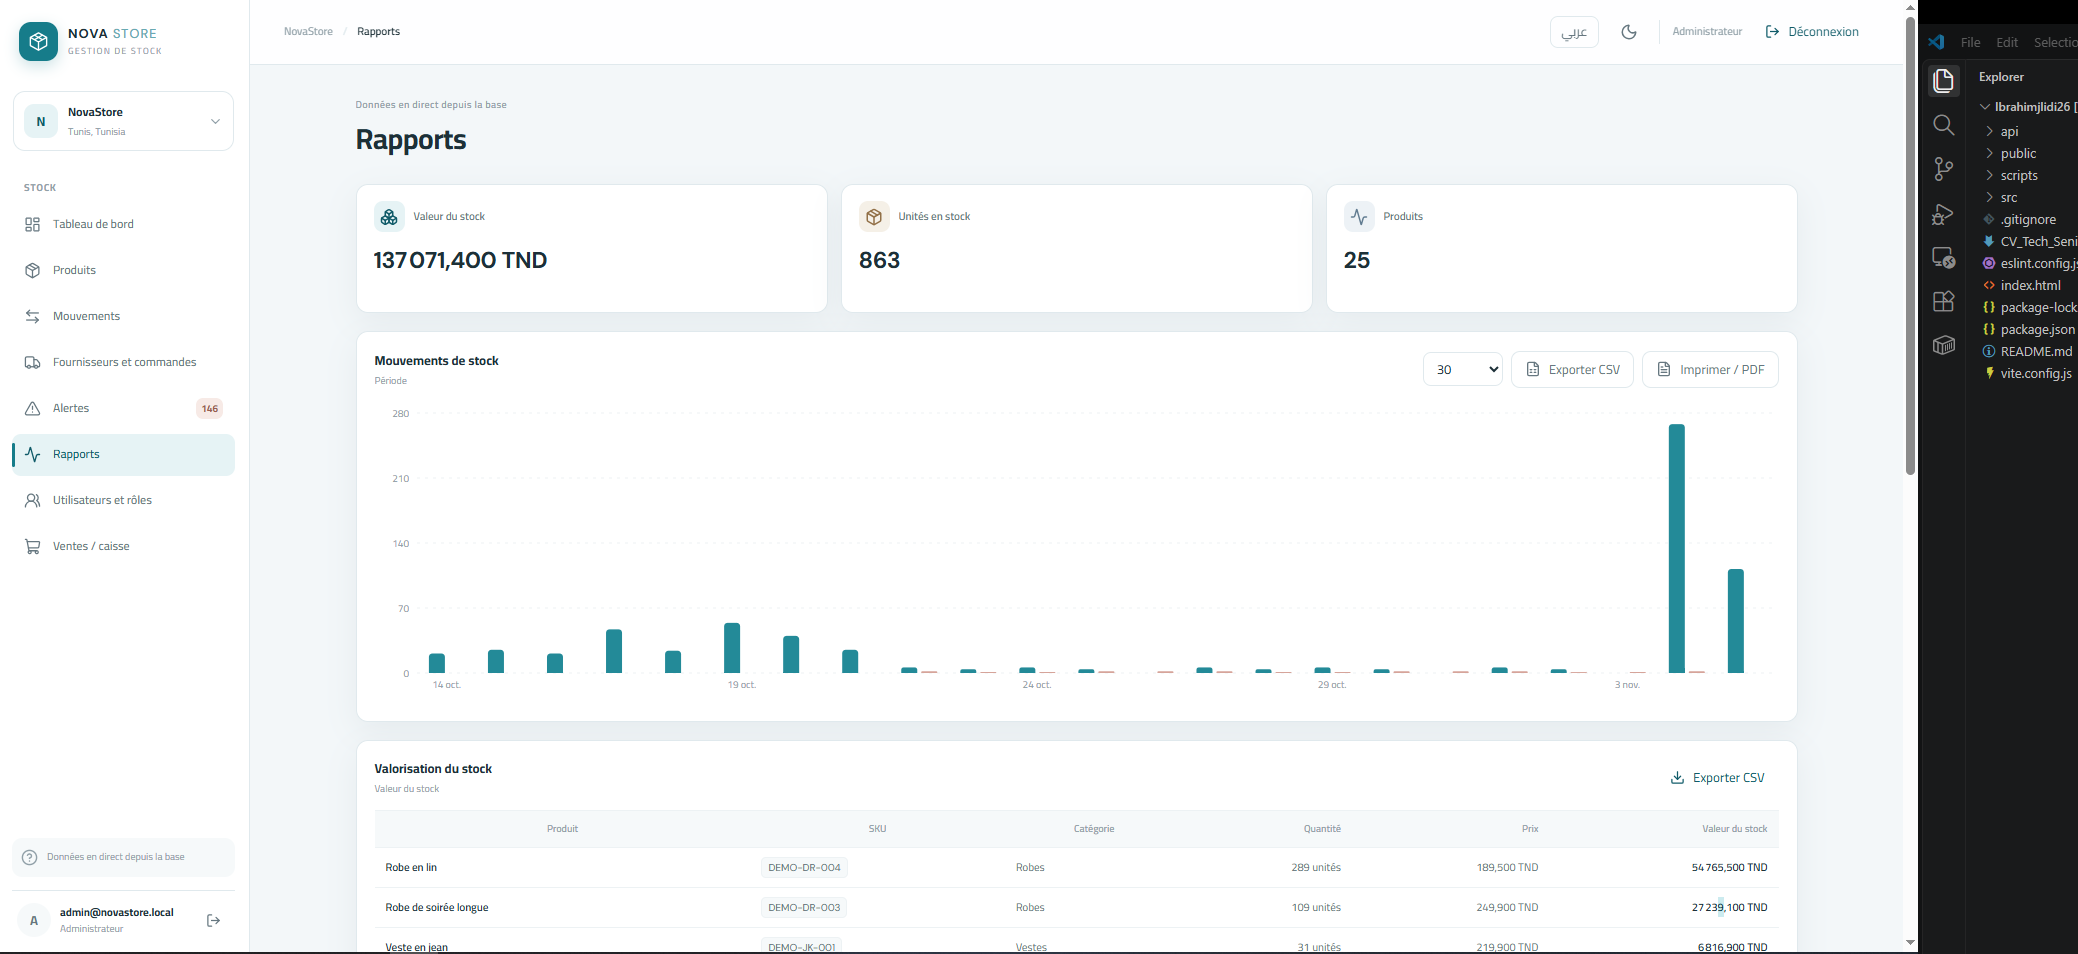 NOVA STORE
GESTION DE STOCK
N
NovaStore
Tunis, Tunisia
STOCK
Tableau de bord
Produits
Mouvements
Fournisseurs et commandes
Alertes
146
Rapports
Utilisateurs et rôles
Ventes / caisse
Données en direct depuis la base
A
admin@novastore.local
Administrateur
NovaStore / Rapports
عربي
Administrateur
Déconnexion
Données en direct depuis la base
Rapports
Valeur du stock
137 071,400 TND
Unités en stock
863
Produits
25
Mouvements de stock
Période
30
Exporter CSV
Imprimer / PDF
280
210
140
70
0
14 oct. 19 oct. 24 oct. 29 oct. 3 nov.
Valorisation du stock
Valeur du stock
Exporter CSV
Produit SKU Catégorie Quantité Prix Valeur du stock
Robe en lin DEMO-DR-004 Robes 289 unités 189,500 TND 54 765,500 TND
Robe de soirée longue DEMO-DR-003 Robes 109 unités 249,900 TND 27 239,100 TND
Veste en jean DEMO-JK-001 Vestes 31 unités 219,900 TND 6 816,900 TND
File Edit Selectio
Explorer
Ibrahimjlidi26 [
api
public
scripts
src
.gitignore
CV_Tech_Seni
eslint.config.js
index.html
package-lock
package.json
README.md
vite.config.js